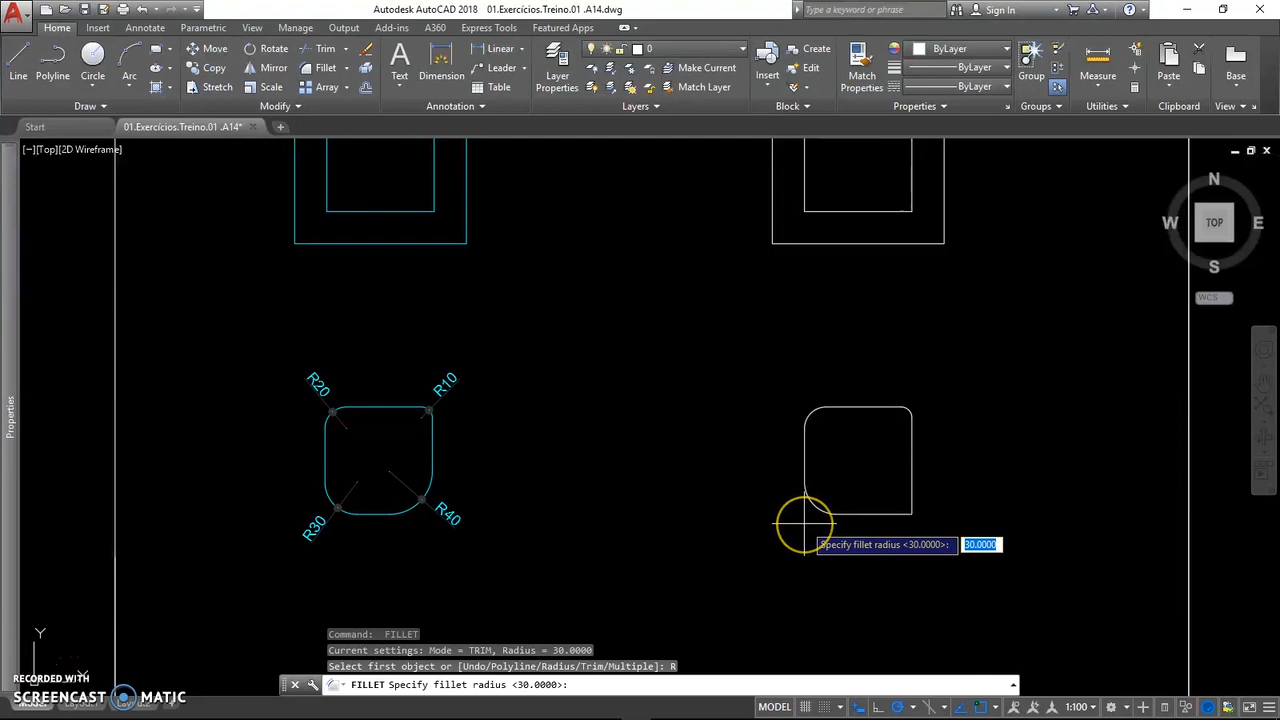 Autodesk AutoCAD 2018 01.Exercícios.Treino.01 .A14.dwg
Type a keyword or phrase
Sign In
Home Insert Annotate Parametric View Manage Output Add-ins A360 Express Tools Featured Apps
Line Polyline Circle Arc
Move Rotate Trim
Copy Mirror Fillet
Stretch Scale Array
Text Dimension
Linear
Leader
Table
Layer Properties
0
Make Current
Match Layer
Insert
Create
Edit
Match Properties
ByLayer
ByLayer
ByLayer
Group
Measure
Paste
Base
Draw Modify Annotation Layers Block Properties Groups Utilities Clipboard View
Start 01.Exercícios.Treino.01 .A14*
[−][Top][2D Wireframe]
N
W TOP E
S
WCS
Properties
R20 R10
R30 R40
Specify fillet radius <30.0000>: 30.0000
Command: FILLET
Current settings: Mode = TRIM, Radius = 30.0000
Select first object or [Undo/Polyline/Radius/Trim/Multiple]: R
FILLET Specify fillet radius <30.0000>:
Y
RECORDED WITH
SCREENCAST MATIC
MODEL 1:100